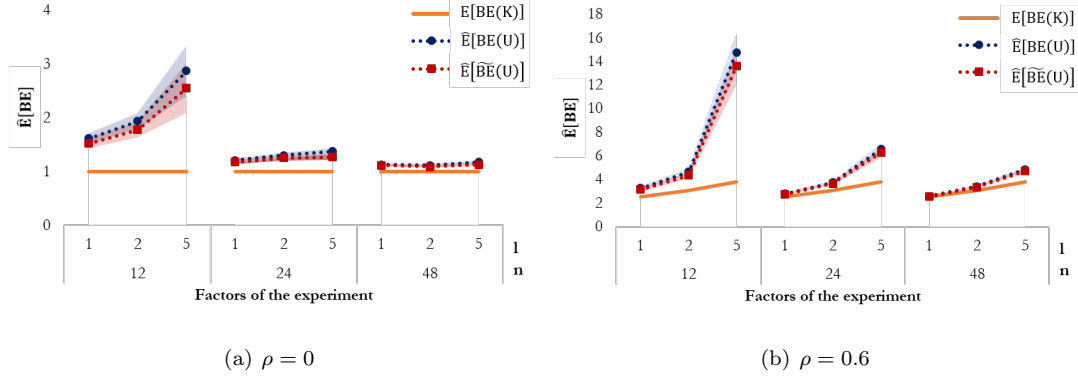 4
3
2
1
0
Ê[BE]
E[BE(K)]
Ê[BE(U)]
Ê[B͠E(U)]
1 2 5 1 2 5 1 2 5 l
12 24 48 n
Factors of the experiment
(a) ρ = 0
18
16
14
12
10
8
6
4
2
0
Ê[BE]
E[BE(K)]
Ê[BE(U)]
Ê[B͠E(U)]
1 2 5 1 2 5 1 2 5 l
12 24 48 n
Factors of the experiment
(b) ρ = 0.6